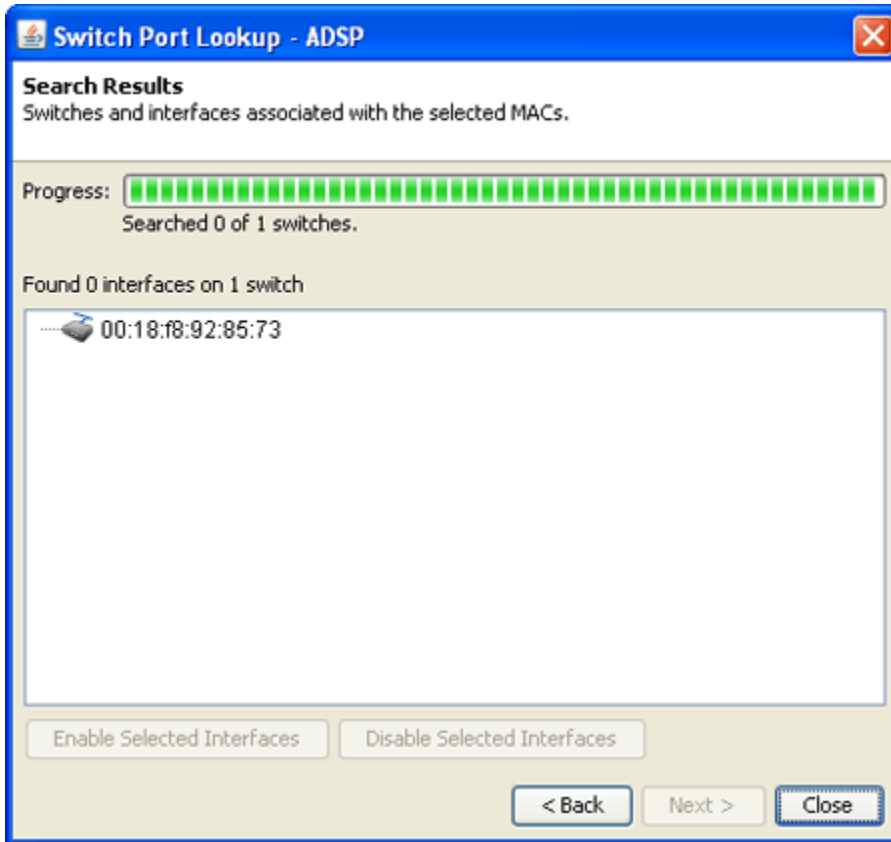 Switch Port Lookup - ADSP
Search Results
Switches and interfaces associated with the selected MACs.
Progress:
Searched 0 of 1 switches.
Found 0 interfaces on 1 switch
00:18:f8:92:85:73
Enable Selected Interfaces
Disable Selected Interfaces
< Back
Next >
Close